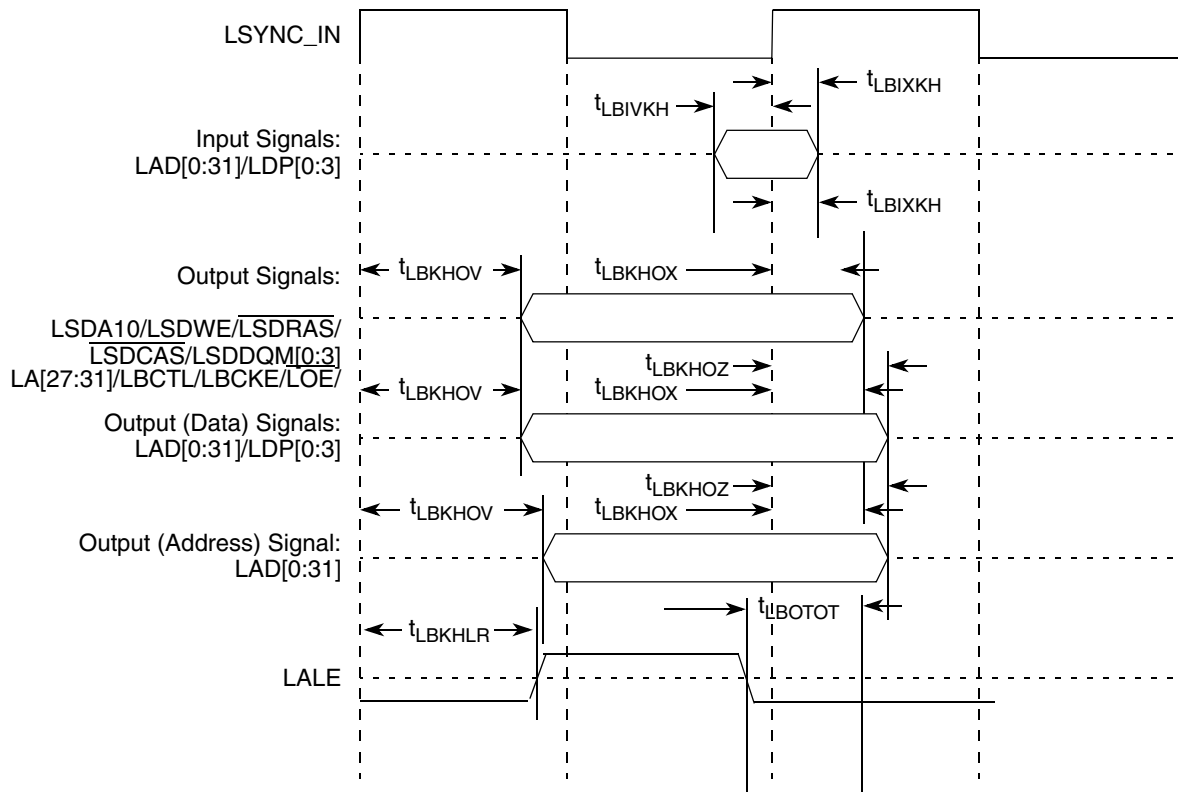 LSYNC_IN
tLBIXKH
tLBIVKH
Input Signals:
LAD[0:31]/LDP[0:3]
tLBIXKH
Output Signals:
tLBKHOV
tLBKHOX
LSDA10/LSDWE/LSDRAS/
LSDCAS/LSDDQM[0:3]
LA[27:31]/LBCTL/LBCKE/LOE/
tLBKHOZ
tLBKHOV
tLBKHOX
Output (Data) Signals:
LAD[0:31]/LDP[0:3]
tLBKHOZ
tLBKHOV
tLBKHOX
Output (Address) Signal:
LAD[0:31]
tLBOTOT
tLBKHLR
LALE